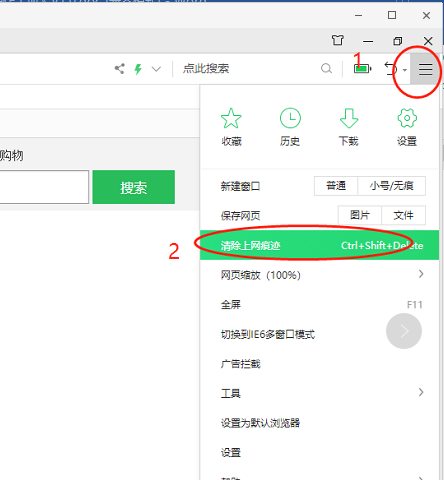 1
点此搜索
收藏 历史 下载 设置
购物
搜索
新建窗口 普通 小号/无痕
保存网页 图片 文件
2
清除上网痕迹 Ctrl+Shift+Delete
网页缩放（100%）
全屏 F11
切换到IE6多窗口模式
广告拦截
工具
设置为默认浏览器
设置